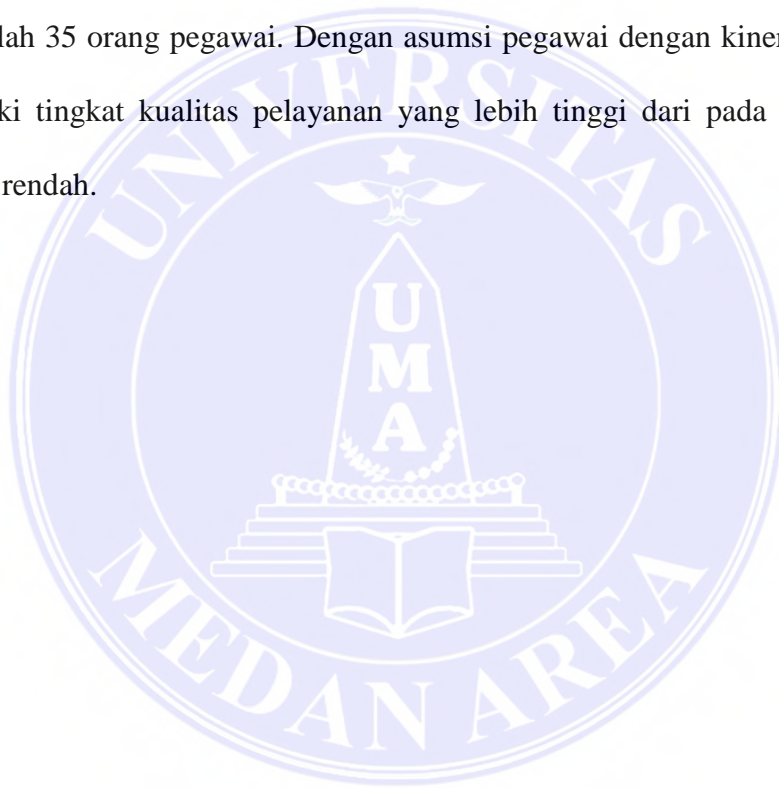 lah 35 orang pegawai. Dengan asumsi pegawai dengan kiner
ki tingkat kualitas pelayanan yang lebih tinggi dari pada
rendah.
UNIVERSITAS
UMA
MEDAN AREA